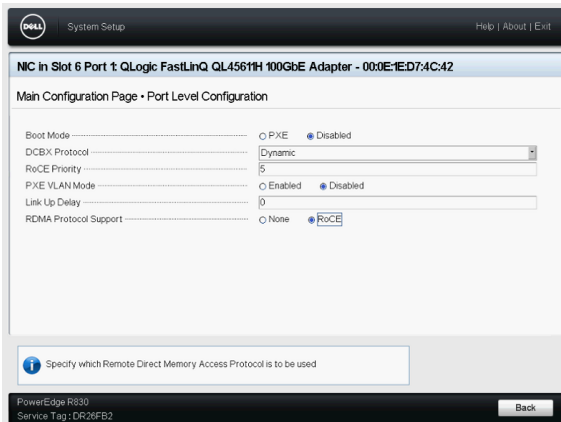 DELL
System Setup
Help | About | Exit
NIC in Slot 6 Port 1: QLogic FastLinQ QL45611H 100GbE Adapter - 00:0E:1E:D7:4C:42
Main Configuration Page • Port Level Configuration
Boot Mode PXE Disabled
DCBX Protocol Dynamic
RoCE Priority 5
PXE VLAN Mode Enabled Disabled
Link Up Delay 0
RDMA Protocol Support None RoCE
Specify which Remote Direct Memory Access Protocol is to be used
PowerEdge R830
Service Tag : DR26FB2
Back